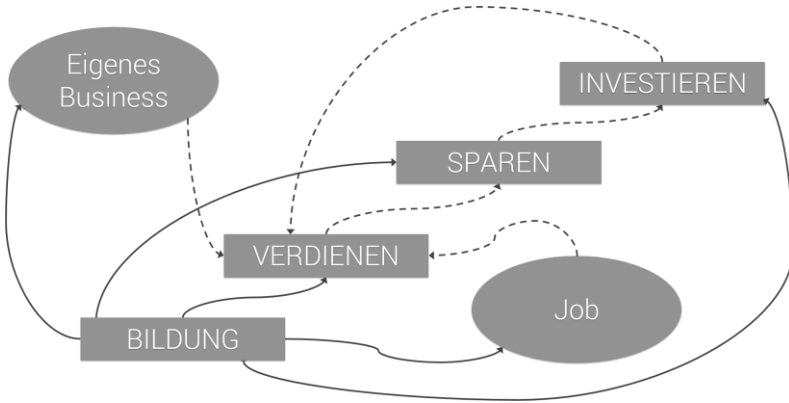 Eigenes
Business
INVESTIEREN
SPAREN
VERDIENEN
Job
BILDUNG